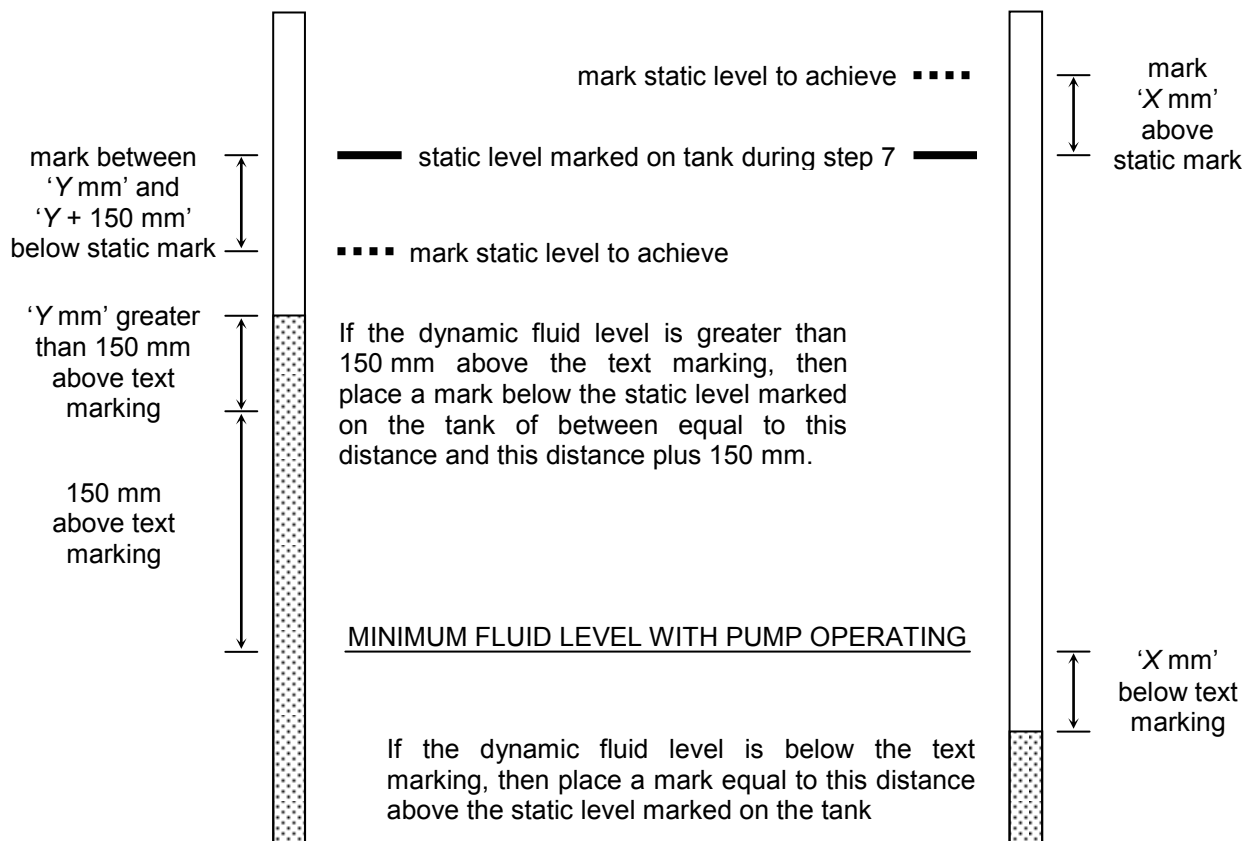 mark static level to achieve
mark
‘X mm’
above
static mark
mark between
‘Y mm’ and
‘Y + 150 mm’
below static mark
static level marked on tank during step 7
mark static level to achieve
‘Y mm’ greater
than 150 mm
above text
marking
If the dynamic fluid level is greater than
150 mm above the text marking, then
place a mark below the static level marked
on the tank of between equal to this
distance and this distance plus 150 mm.
150 mm
above text
marking
MINIMUM FLUID LEVEL WITH PUMP OPERATING
‘X mm’
below text
marking
If the dynamic fluid level is below the text
marking, then place a mark equal to this distance
above the static level marked on the tank